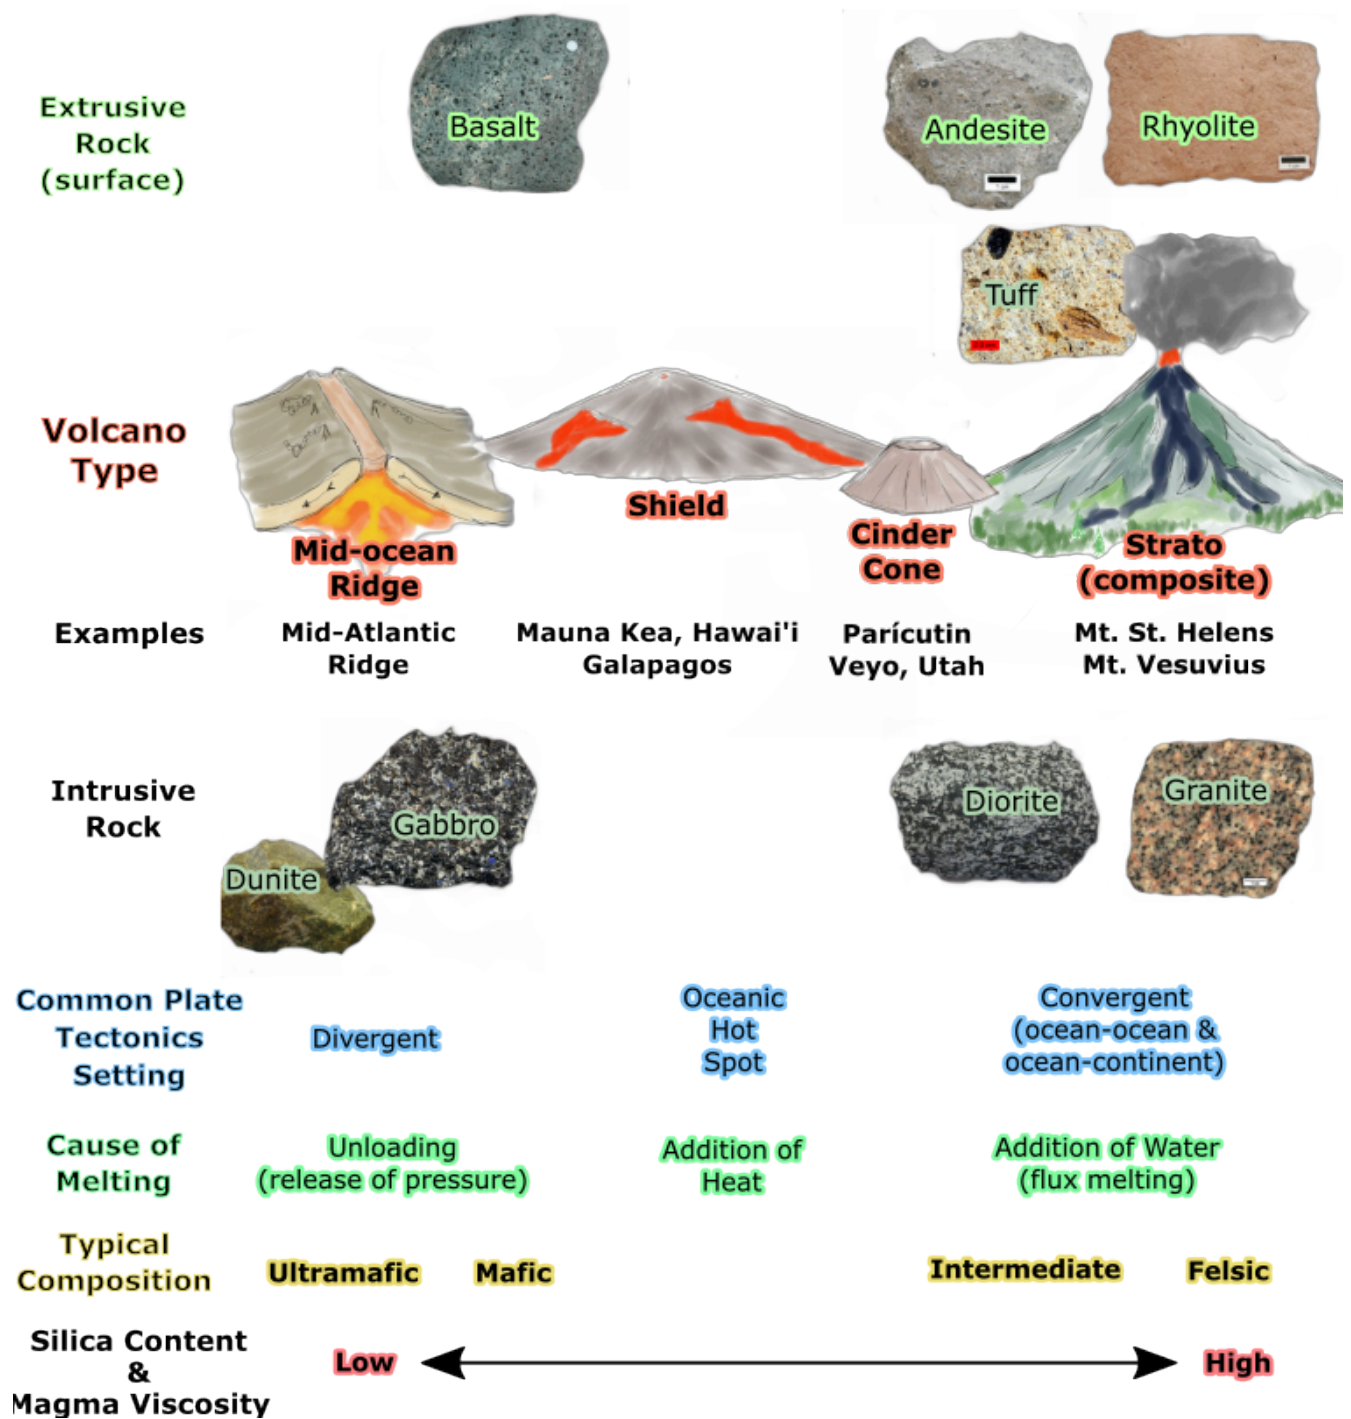 Extrusive
Rock
(surface)
Basalt
Andesite
Rhyolite
Tuff
Volcano
Type
Mid-ocean
Ridge
Shield
Cinder
Cone
Strato
(composite)
Examples
Mid-Atlantic
Ridge
Mauna Kea, Hawai'i
Galapagos
Parícutin
Veyo, Utah
Mt. St. Helens
Mt. Vesuvius
Intrusive
Rock
Dunite
Gabbro
Diorite
Granite
Common Plate
Tectonics
Setting
Divergent
Oceanic
Hot
Spot
Convergent
(ocean-ocean &
ocean-continent)
Cause of
Melting
Unloading
(release of pressure)
Addition of
Heat
Addition of Water
(flux melting)
Typical
Composition
Ultramafic
Mafic
Intermediate
Felsic
Silica Content
&
Magma Viscosity
Low
High